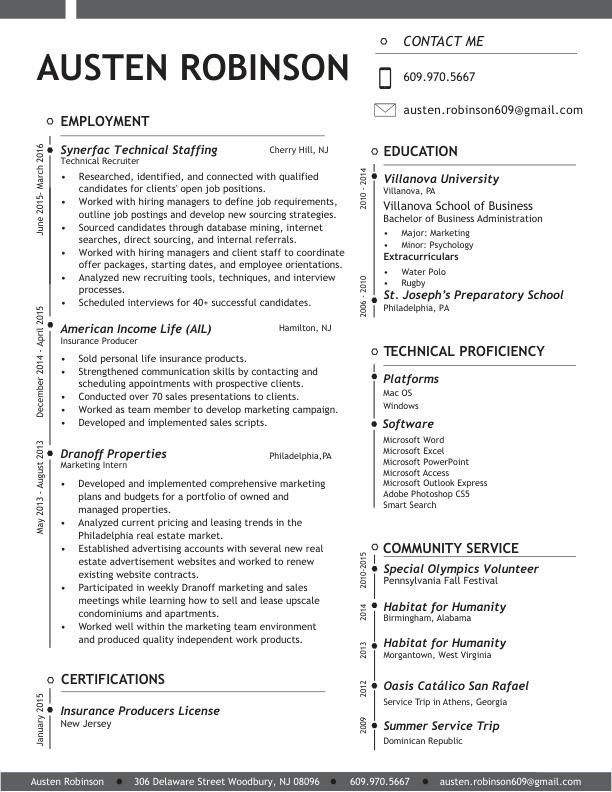 AUSTEN ROBINSON
CONTACT ME
609.970.5667
austen.robinson609@gmail.com
EMPLOYMENT
June 2015- March 2016
Synerfac Technical Staffing Cherry Hill, NJ
Technical Recruiter
• Researched, identified, and connected with qualified
candidates for clients' open job positions.
• Worked with hiring managers to define job requirements,
outline job postings and develop new sourcing strategies.
• Sourced candidates through database mining, internet
searches, direct sourcing, and internal referrals.
• Worked with hiring managers and client staff to coordinate
offer packages, starting dates, and employee orientations.
• Analyzed new recruiting tools, techniques, and interview
processes.
• Scheduled interviews for 40+ successful candidates.
December 2014 - April 2015
American Income Life (AIL) Hamilton, NJ
Insurance Producer
• Sold personal life insurance products.
• Strengthened communication skills by contacting and
scheduling appointments with prospective clients.
• Conducted over 70 sales presentations to clients.
• Worked as team member to develop marketing campaign.
• Developed and implemented sales scripts.
May 2013 - August 2013
Dranoff Properties Philadelphia,PA
Marketing Intern
• Developed and implemented comprehensive marketing
plans and budgets for a portfolio of owned and
managed properties.
• Analyzed current pricing and leasing trends in the
Philadelphia real estate market.
• Established advertising accounts with several new real
estate advertisement websites and worked to renew
existing website contracts.
• Participated in weekly Dranoff marketing and sales
meetings while learning how to sell and lease upscale
condominiums and apartments.
• Worked well within the marketing team environment
and produced quality independent work products.
CERTIFICATIONS
January 2015
Insurance Producers License
New Jersey
EDUCATION
2010 - 2014
Villanova University
Villanova, PA
Villanova School of Business
Bachelor of Business Administration
• Major: Marketing
• Minor: Psychology
Extracurriculars
• Water Polo
• Rugby
2006 - 2010
St. Joseph's Preparatory School
Philadelphia, PA
TECHNICAL PROFICIENCY
Platforms
Mac OS
Windows
Software
Microsoft Word
Microsoft Excel
Microsoft PowerPoint
Microsoft Access
Microsoft Outlook Express
Adobe Photoshop CS5
Smart Search
COMMUNITY SERVICE
2010-2015
Special Olympics Volunteer
Pennsylvania Fall Festival
2014
Habitat for Humanity
Birmingham, Alabama
2013
Habitat for Humanity
Morgantown, West Virginia
2012
Oasis Catálico San Rafael
Service Trip in Athens, Georgia
2009
Summer Service Trip
Dominican Republic
Austen Robinson • 306 Delaware Street Woodbury, NJ 08096 • 609.970.5667 • austen.robinson609@gmail.com